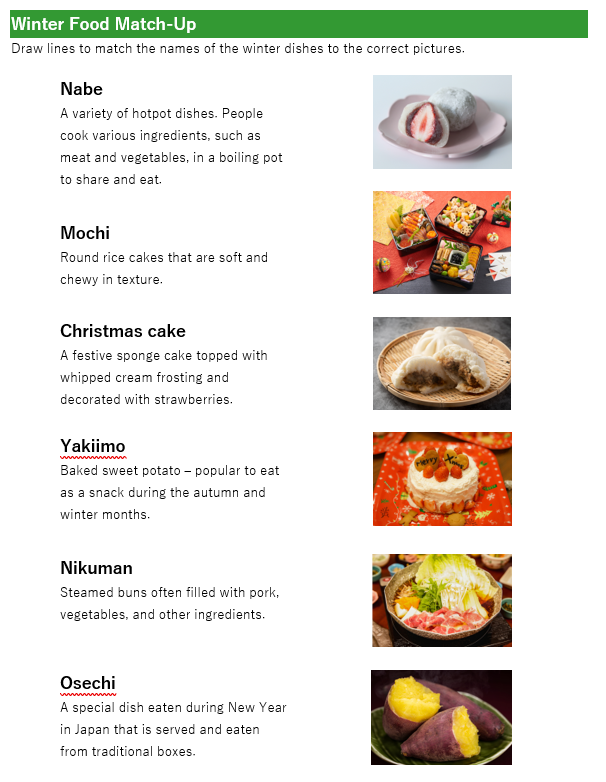 Winter Food Match-Up
Draw lines to match the names of the winter dishes to the correct pictures.
Nabe
A variety of hotpot dishes. People
cook various ingredients, such as
meat and vegetables, in a boiling pot
to share and eat.
Mochi
Round rice cakes that are soft and
chewy in texture.
Christmas cake
A festive sponge cake topped with
whipped cream frosting and
decorated with strawberries.
Yakiimo
Baked sweet potato – popular to eat
as a snack during the autumn and
winter months.
Nikuman
Steamed buns often filled with pork,
vegetables, and other ingredients.
Osechi
A special dish eaten during New Year
in Japan that is served and eaten
from traditional boxes.